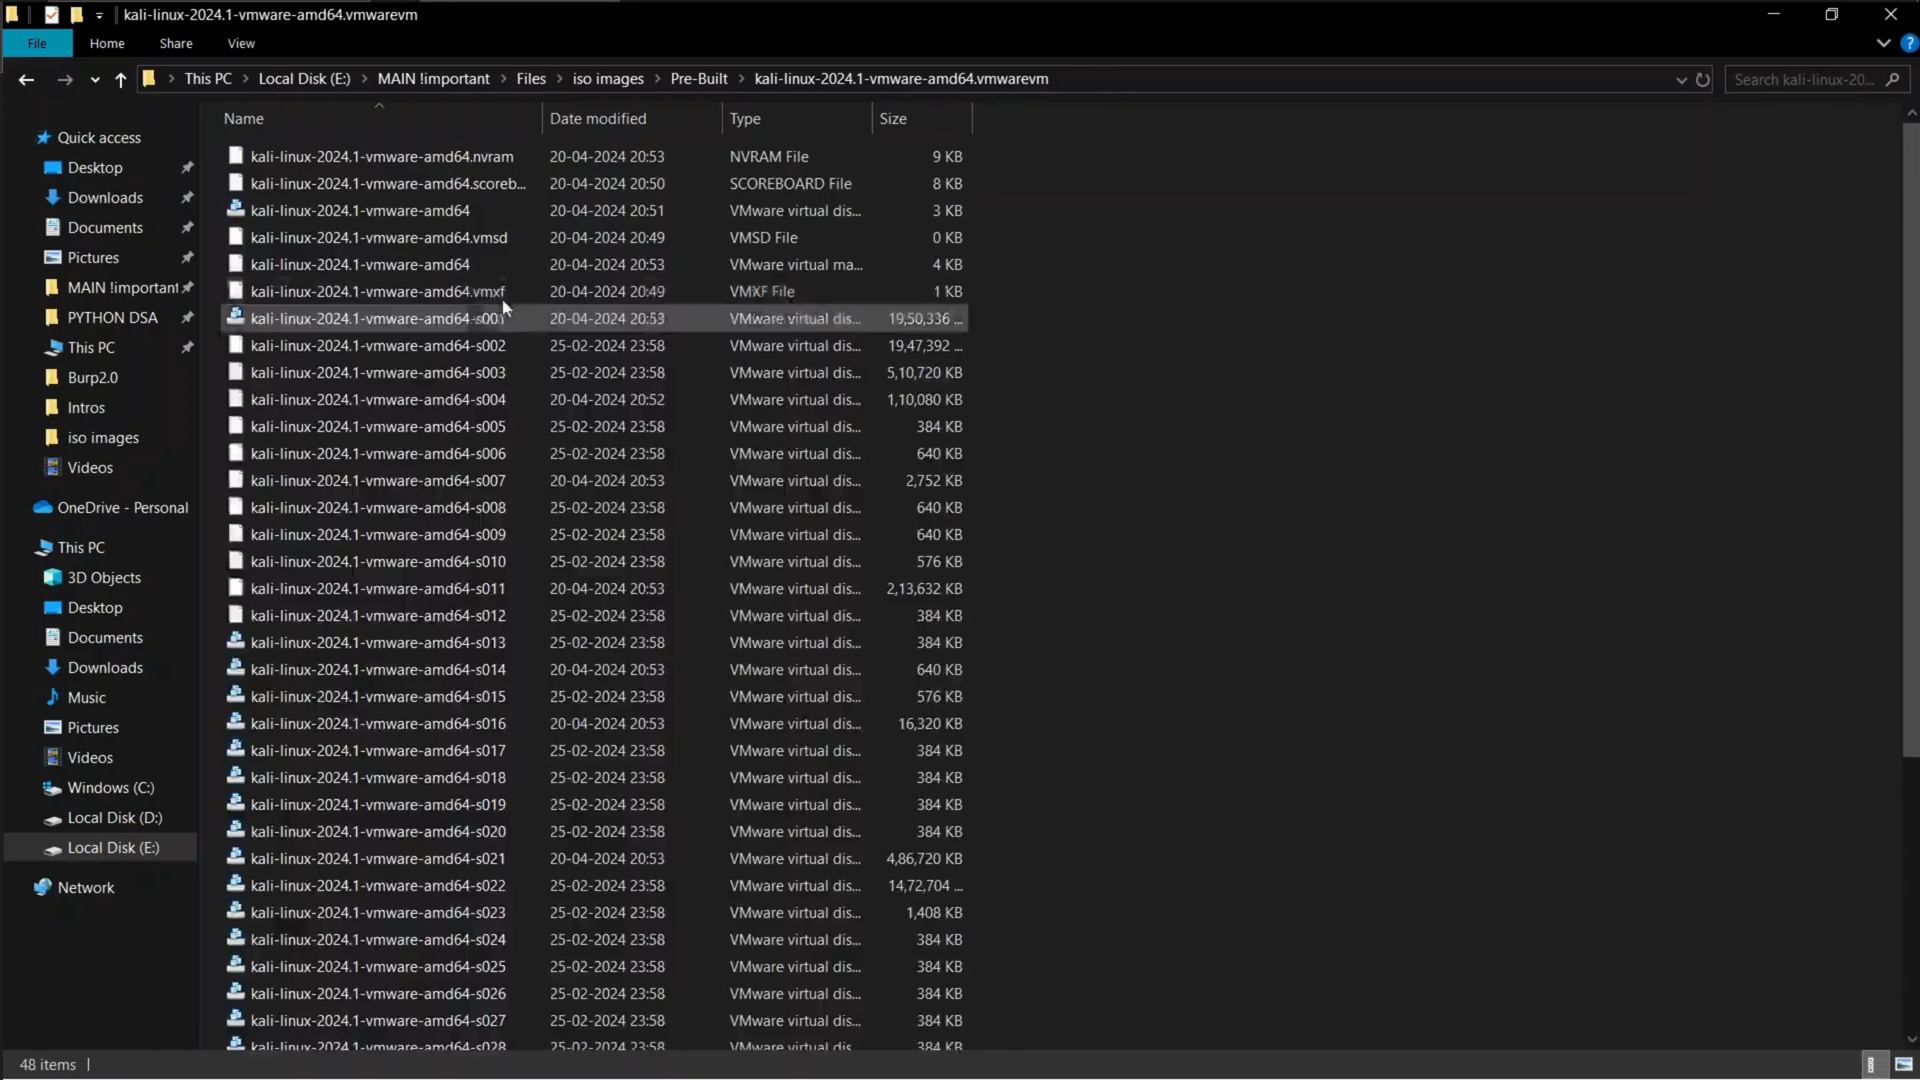 kali-linux-2024.1-vmware-amd64.vmwarevm
File Home Share View
This PC Local Disk (E:) MAIN !important Files iso images Pre-Built kali-linux-2024.1-vmware-amd64.vmwarevm Search kali-linux-20...
Name Date modified Type Size
Quick access
Desktop
Downloads
Documents
Pictures
MAIN !important
PYTHON DSA
This PC
Burp2.0
Intros
iso images
Videos
OneDrive - Personal
This PC
3D Objects
Desktop
Documents
Downloads
Music
Pictures
Videos
Windows (C:)
Local Disk (D:)
Local Disk (E:)
Network
kali-linux-2024.1-vmware-amd64.nvram 20-04-2024 20:53 NVRAM File 9 KB
kali-linux-2024.1-vmware-amd64.scoreb... 20-04-2024 20:50 SCOREBOARD File 8 KB
kali-linux-2024.1-vmware-amd64 20-04-2024 20:51 VMware virtual dis... 3 KB
kali-linux-2024.1-vmware-amd64.vmsd 20-04-2024 20:49 VMSD File 0 KB
kali-linux-2024.1-vmware-amd64 20-04-2024 20:53 VMware virtual ma... 4 KB
kali-linux-2024.1-vmware-amd64.vmxf 20-04-2024 20:49 VMXF File 1 KB
kali-linux-2024.1-vmware-amd64-s001 20-04-2024 20:53 VMware virtual dis... 19,50,336 ...
kali-linux-2024.1-vmware-amd64-s002 25-02-2024 23:58 VMware virtual dis... 19,47,392 ...
kali-linux-2024.1-vmware-amd64-s003 25-02-2024 23:58 VMware virtual dis... 5,10,720 KB
kali-linux-2024.1-vmware-amd64-s004 20-04-2024 20:52 VMware virtual dis... 1,10,080 KB
kali-linux-2024.1-vmware-amd64-s005 25-02-2024 23:58 VMware virtual dis... 384 KB
kali-linux-2024.1-vmware-amd64-s006 25-02-2024 23:58 VMware virtual dis... 640 KB
kali-linux-2024.1-vmware-amd64-s007 20-04-2024 20:53 VMware virtual dis... 2,752 KB
kali-linux-2024.1-vmware-amd64-s008 25-02-2024 23:58 VMware virtual dis... 640 KB
kali-linux-2024.1-vmware-amd64-s009 25-02-2024 23:58 VMware virtual dis... 640 KB
kali-linux-2024.1-vmware-amd64-s010 25-02-2024 23:58 VMware virtual dis... 576 KB
kali-linux-2024.1-vmware-amd64-s011 20-04-2024 20:53 VMware virtual dis... 2,13,632 KB
kali-linux-2024.1-vmware-amd64-s012 25-02-2024 23:58 VMware virtual dis... 384 KB
kali-linux-2024.1-vmware-amd64-s013 25-02-2024 23:58 VMware virtual dis... 384 KB
kali-linux-2024.1-vmware-amd64-s014 20-04-2024 20:53 VMware virtual dis... 640 KB
kali-linux-2024.1-vmware-amd64-s015 25-02-2024 23:58 VMware virtual dis... 576 KB
kali-linux-2024.1-vmware-amd64-s016 20-04-2024 20:53 VMware virtual dis... 16,320 KB
kali-linux-2024.1-vmware-amd64-s017 25-02-2024 23:58 VMware virtual dis... 384 KB
kali-linux-2024.1-vmware-amd64-s018 25-02-2024 23:58 VMware virtual dis... 384 KB
kali-linux-2024.1-vmware-amd64-s019 25-02-2024 23:58 VMware virtual dis... 384 KB
kali-linux-2024.1-vmware-amd64-s020 25-02-2024 23:58 VMware virtual dis... 384 KB
kali-linux-2024.1-vmware-amd64-s021 20-04-2024 20:53 VMware virtual dis... 4,86,720 KB
kali-linux-2024.1-vmware-amd64-s022 25-02-2024 23:58 VMware virtual dis... 14,72,704 ...
kali-linux-2024.1-vmware-amd64-s023 25-02-2024 23:58 VMware virtual dis... 1,408 KB
kali-linux-2024.1-vmware-amd64-s024 25-02-2024 23:58 VMware virtual dis... 384 KB
kali-linux-2024.1-vmware-amd64-s025 25-02-2024 23:58 VMware virtual dis... 384 KB
kali-linux-2024.1-vmware-amd64-s026 25-02-2024 23:58 VMware virtual dis... 384 KB
kali-linux-2024.1-vmware-amd64-s027 25-02-2024 23:58 VMware virtual dis... 384 KB
kali-linux-2024.1-vmware-amd64-s028 25-02-2024 23:58 VMware virtual dis... 384 KB
48 items